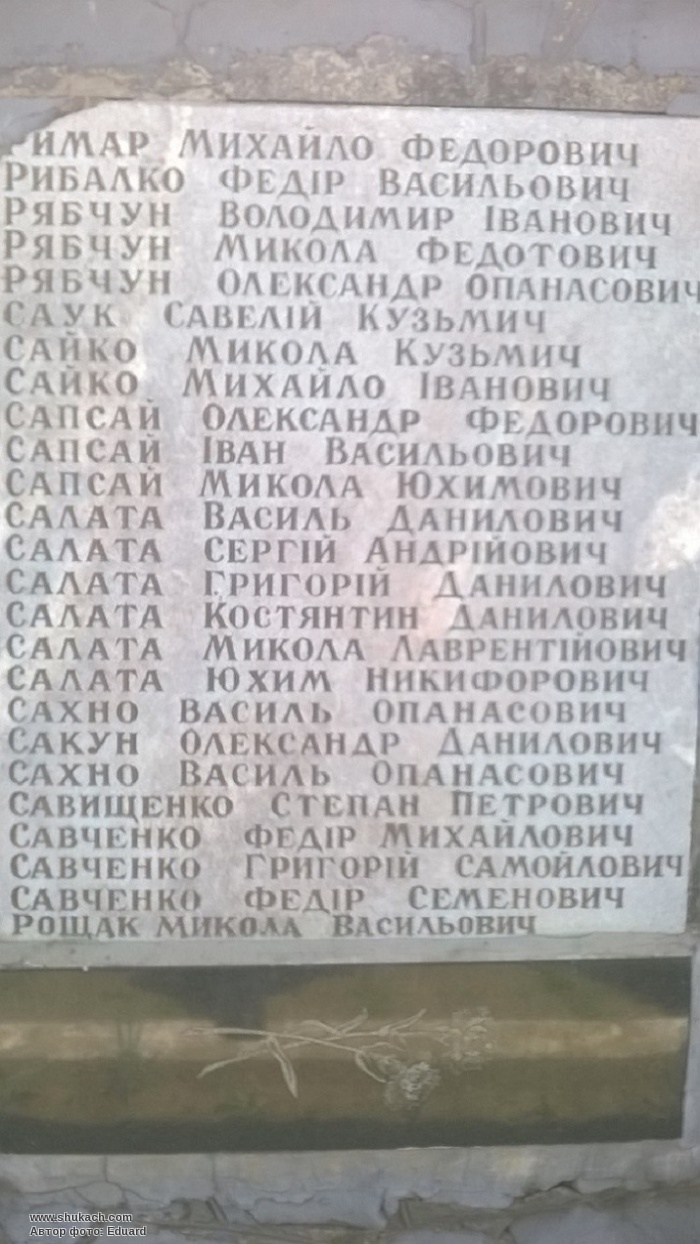 ИМАР МИХАЙЛО ФЕДОРОВИЧ
РИБАЛКО ФЕДІР ВАСИЛЬОВИЧ
РЯБЧУН ВОЛОДИМИР ІВАНОВИЧ
РЯБЧУН МИКОЛА ФЕДОТОВИЧ
РЯБЧУН ОЛЕКСАНДР ОПАНАСОВИЧ
САУК САВЕЛІЙ КУЗЬМИЧ
САЙКО МИКОЛА КУЗЬМИЧ
САЙКО МИХАЙЛО ІВАНОВИЧ
САПСАЙ ОЛЕКСАНДР ФЕДОРОВИЧ
САПСАЙ ІВАН ВАСИЛЬОВИЧ
САПСАЙ МИКОЛА ЮХИМОВИЧ
САЛАТА ВАСИЛЬ ДАНИЛОВИЧ
САЛАТА СЕРГІЙ АНДРІЙОВИЧ
САЛАТА ГРИГОРІЙ ДАНИЛОВИЧ
САЛАТА КОСТЯНТИН ДАНИЛОВИЧ
САЛАТА МИКОЛА ЛАВРЕНТІЙОВИЧ
САЛАТА ЮХИМ НИКИФОРОВИЧ
САХНО ВАСИЛЬ ОПАНАСОВИЧ
САКУН ОЛЕКСАНДР ДАНИЛОВИЧ
САХНО ВАСИЛЬ ОПАНАСОВИЧ
САВИЩЕНКО СТЕПАН ПЕТРОВИЧ
САВЧЕНКО ФЕДІР МИХАЙЛОВИЧ
САВЧЕНКО ГРИГОРІЙ САМОЙЛОВИЧ
САВЧЕНКО ФЕДІР СЕМЕНОВИЧ
РОЩАК МИКОЛА ВАСИЛЬОВИЧ
www.shukach.com
Автор фото: Eduard